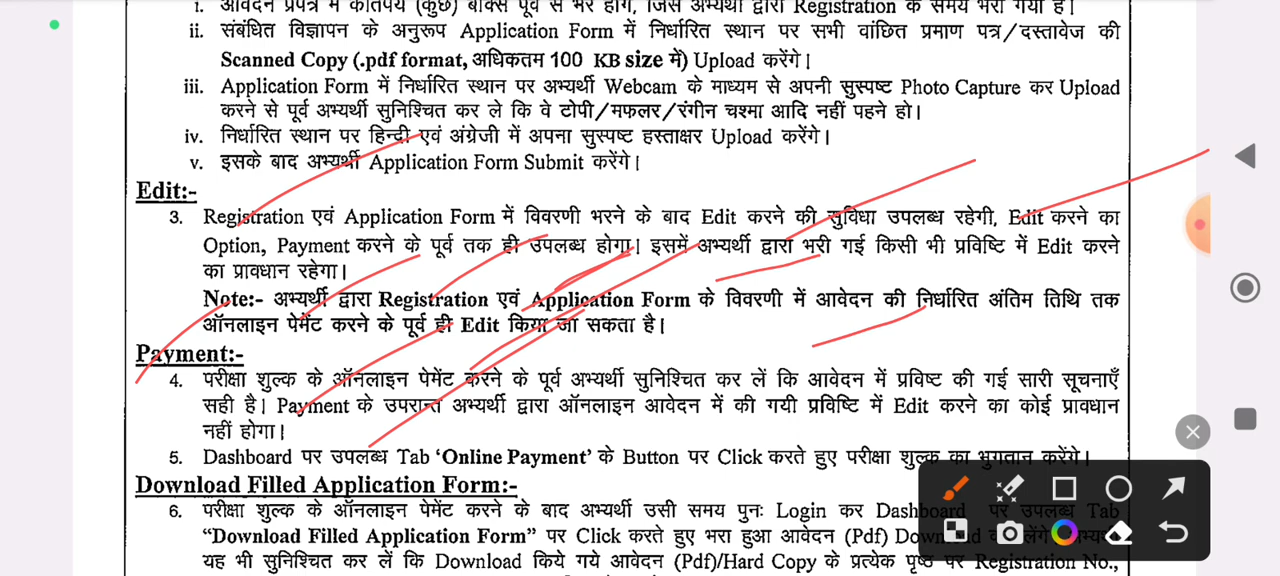 i. आवेदन प्रपत्र में कतिपय (कुछ) बॉक्स पूर्व से भरे होंगे, जिसे अभ्यर्थी द्वारा Registration के समय भरा गया है।
ii. संबंधित विज्ञापन के अनुरूप Application Form में निर्धारित स्थान पर सभी वांछित प्रमाण पत्र/दस्तावेज की
Scanned Copy (.pdf format, अधिकतम 100 KB size में) Upload करेंगे।
iii. Application Form में निर्धारित स्थान पर अभ्यर्थी Webcam के माध्यम से अपनी सुस्पष्ट Photo Capture कर Upload
करने से पूर्व अभ्यर्थी सुनिश्चित कर ले कि वे टोपी/मफलर/रंगीन चश्मा आदि नहीं पहने हो।
iv. निर्धारित स्थान पर हिन्दी एवं अंग्रेजी में अपना सुस्पष्ट हस्ताक्षर Upload करेंगे।
v. इसके बाद अभ्यर्थी Application Form Submit करेंगे।
Edit:-
3. Registration एवं Application Form में विवरणी भरने के बाद Edit करने की सुविधा उपलब्ध रहेगी, Edit करने का
Option, Payment करने के पूर्व तक ही उपलब्ध होगा। इसमें अभ्यर्थी द्वारा भरी गई किसी भी प्रविष्टि में Edit करने
का प्रावधान रहेगा।
Note:- अभ्यर्थी द्वारा Registration एवं Application Form के विवरणी में आवेदन की निर्धारित अंतिम तिथि तक
ऑनलाइन पेमेंट करने के पूर्व ही Edit किया जा सकता है।
Payment:-
4. परीक्षा शुल्क के ऑनलाइन पेमेंट करने के पूर्व अभ्यर्थी सुनिश्चित कर लें कि आवेदन में प्रविष्ट की गई सारी सूचनाएँ
सही है। Payment के उपरान्त अभ्यर्थी द्वारा ऑनलाइन आवेदन में की गयी प्रविष्टि में Edit करने का कोई प्रावधान
नहीं होगा।
5. Dashboard पर उपलब्ध Tab ‘Online Payment’ के Button पर Click करते हुए परीक्षा शुल्क का भुगतान करेंगे।
Download Filled Application Form:-
6. परीक्षा शुल्क के ऑनलाइन पेमेंट करने के बाद अभ्यर्थी उसी समय पुनः Login कर Dashboard पर उपलब्ध Tab
“Download Filled Application Form” पर Click करते हुए भरा हुआ आवेदन (Pdf)
यह भी सुनिश्चित कर लें कि Download किये गये आवेदन (Pdf)/Hard Copy के प्रत्येक पृष्ठ पर Registration No.,